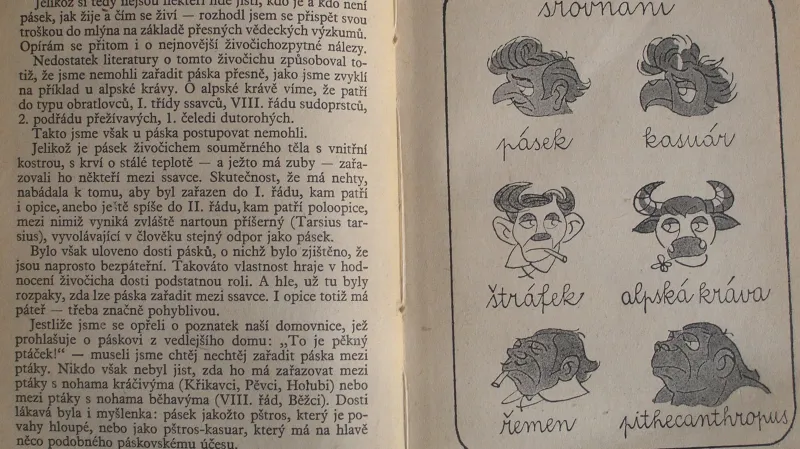 Jelikož si tedy nejsou někteří lidé jisti, kdo je a kdo není
pásek, jak žije a čím se živí — rozhodl jsem se přispět svou
troškou do mlýna na základě přesných vědeckých výzkumů.
Opírám se přitom i o nejnovější živočichozpytné nálezy.
Nedostatek literatury o tomto živočichu způsoboval to-
tiž, že jsme nemohli zařadit páska přesně, jako jsme zvyklí
na příklad u alpské krávy. O alpské krávě víme, že patří
do typu obratlovců, I. třídy ssavců, VIII. řádu sudoprstců,
2. podřádu přežívavých, 1. čeledi dutorohých.
Takto jsme však u páska postupovat nemohli.
Jelikož je pásek živočichem souměrného těla s vnitřní
kostrou, s krví o stálé teplotě — a ježto má zuby — zařa-
zovali ho někteří mezi ssavce. Skutečnost, že má nehty,
nabádala k tomu, aby byl zařazen do I. řádu, kam patří
i opice, anebo ještě spíše do II. řádu, kam patří poloopice,
mezi nimiž vyniká zvláště nartoun příšerný (Tarsius tar-
sius), vyvolávající v člověku stejný odpor jako pásek.
Bylo však uloveno dosti pásků, o nichž bylo zjištěno, že
jsou naprosto bezpáteřní. Takováto vlastnost hraje v hod-
nocení živočicha dosti podstatnou roli. A hle, už tu byly
rozpaky, zda lze páska zařadit mezi ssavce. I opice totiž má
páteř — třeba značně pohyblivou.
Jestliže jsme se opřeli o poznatek naší domovnice, jež
prohlašuje o páskovi z vedlejšího domu: „To je pěkný
ptáček!“ — museli jsme chtěj nechtěj zařadit páska mezi
ptáky. Nikdo však nebyl jist, zda ho má zařazovat mezi
ptáky s nohama kráčivýma (Křikavci, Pěvci, Holubi) nebo
mezi ptáky s nohama běhavýma (VIII. řád, Běžci). Dosti
lákavá byla i myšlenka: pásek jakožto pštros, který je po-
vahy hloupé, nebo jako pštros-kasuar, který má na hlavě
něco podobného páskovskému účesu.
srovnání
pásek
kasuár
štráfek
alpská kráva
řemen
pithecanthropus